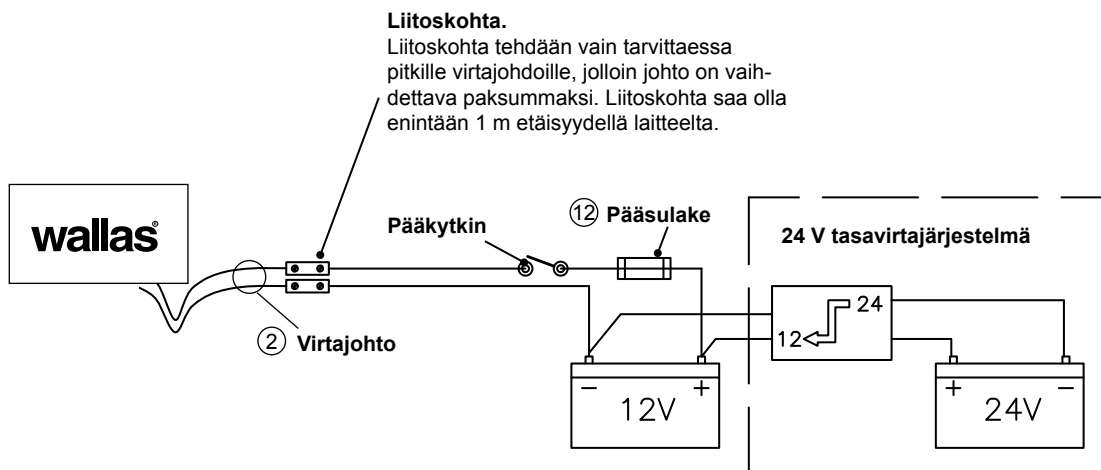 Liitoskohta.
Liitoskohta tehdään vain tarvittaessa
pitkille virtajohdoille, jolloin johto on vaih-
dettava paksummaksi. Liitoskohta saa olla
enintään 1 m etäisyydellä laitteelta.
wallas®
Pääkytkin
12 Pääsulake
24 V tasavirtajärjestelmä
2 Virtajohto
24
12
− +
12V
+ −
24V